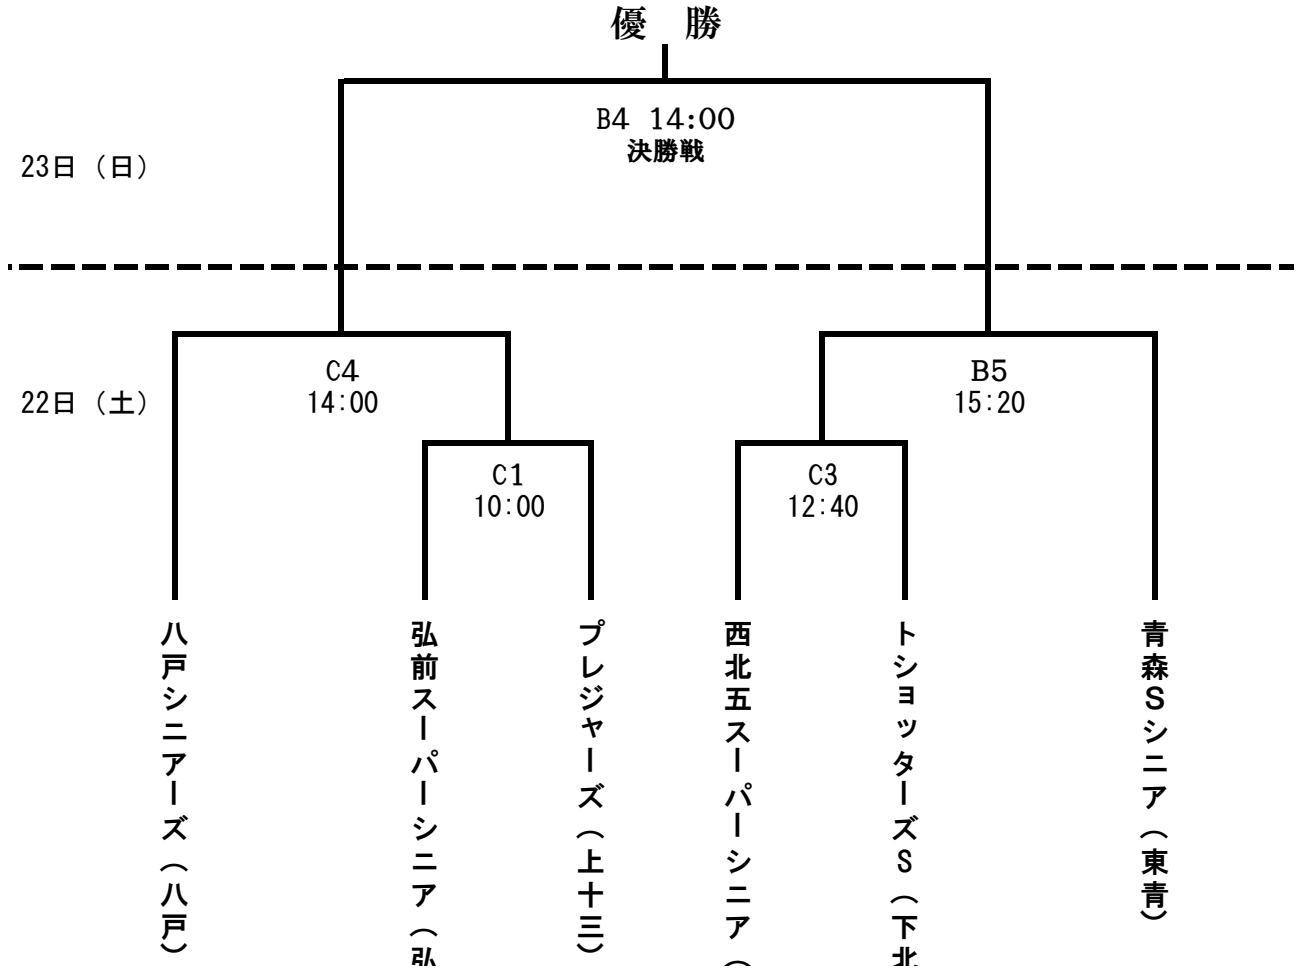 優　勝
B4 14:00
決勝戦
23日（日）
C4
14:00
B5
15:20
22日（土）
C1
10:00
C3
12:40
八戸シニアーズ（八戸）
弘前スーパーシニア（弘
プレジャーズ（上十三）
西北五スーパーシニア（
トショッターズS（下北
青森Sシニア（東青）